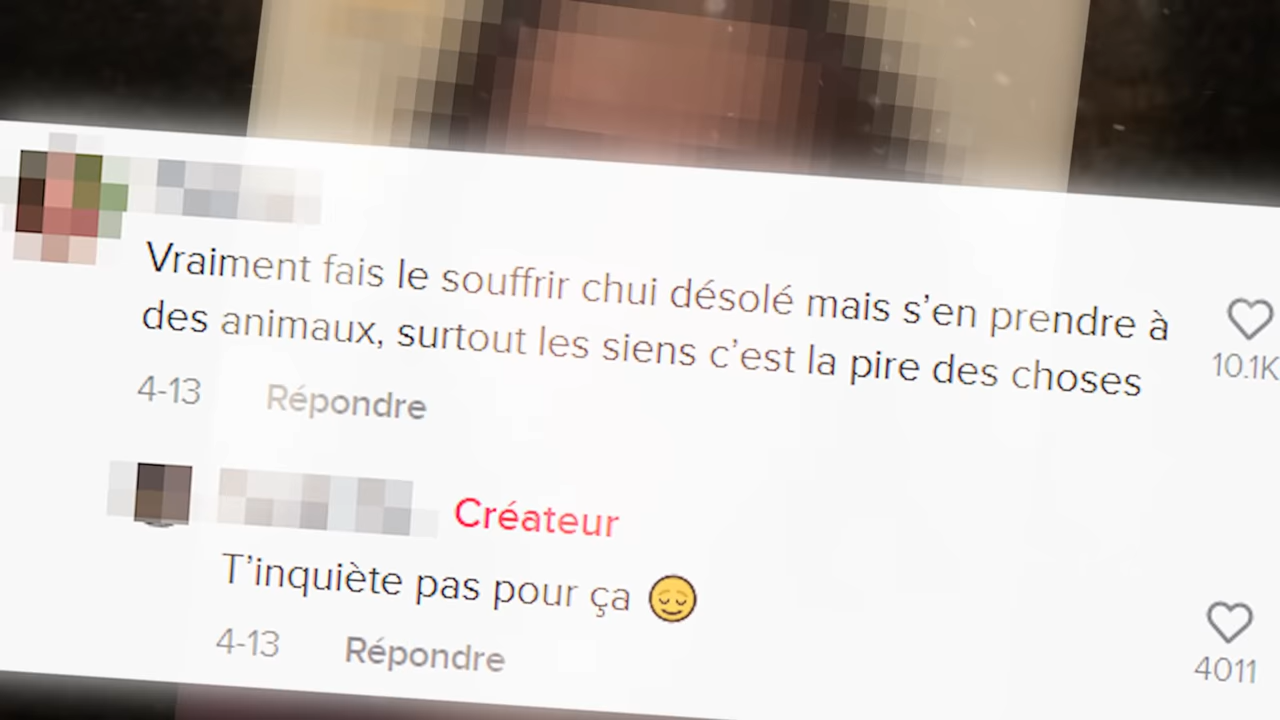 Vraiment fais le souffrir chui désolé mais s’en prendre à
des animaux, surtout les siens c’est la pire des choses
10.1K
4-13 Répondre
Créateur
T’inquiète pas pour ça 😌
4-13 Répondre
4011